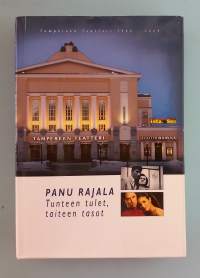 Tampereen Teatteri 1904 - 2004
TAMPEREEN TEATTERI
PANU RAJALA
Tunteen tulet,
taiteen tasot